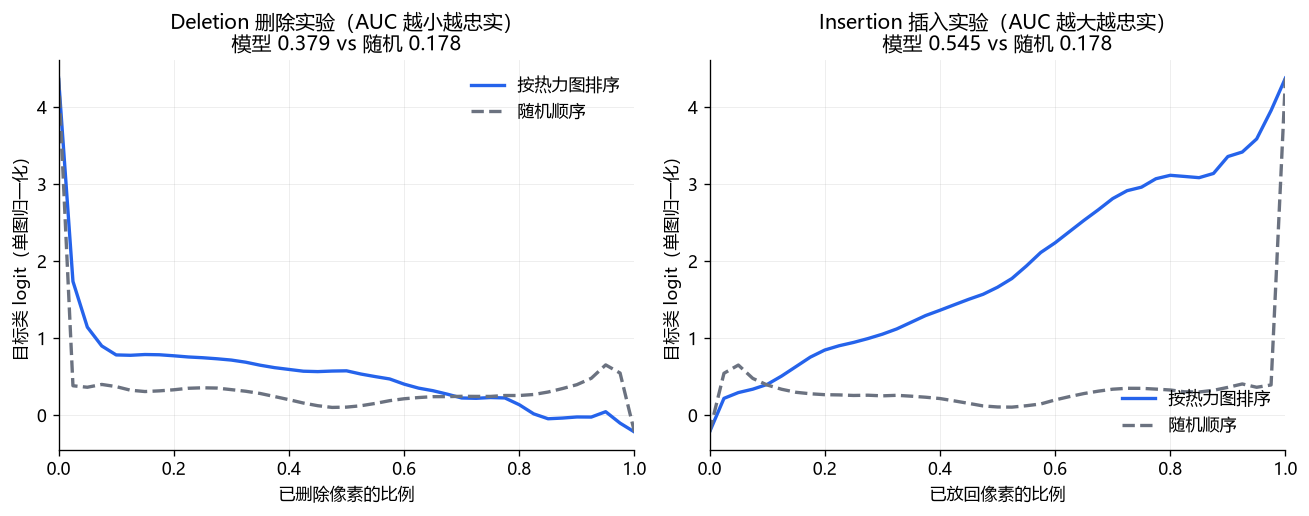 Deletion 删除实验（AUC 越小越忠实）
模型 0.379 vs 随机 0.178
目标类 logit（单图归一化）
4
3
2
1
0
按热力图排序
随机顺序
0.0 0.2 0.4 0.6 0.8 1.0
已删除像素的比例
Insertion 插入实验（AUC 越大越忠实）
模型 0.545 vs 随机 0.178
目标类 logit（单图归一化）
4
3
2
1
0
按热力图排序
随机顺序
0.0 0.2 0.4 0.6 0.8 1.0
已放回像素的比例